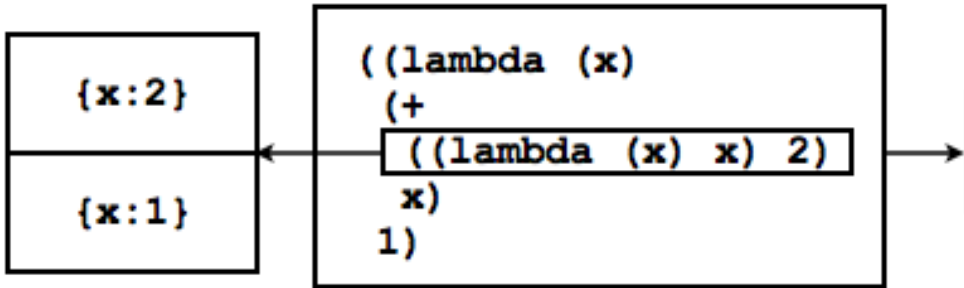 {x:2}
{x:1}
((lambda (x)
(+
((lambda (x) x) 2)
x)
1)